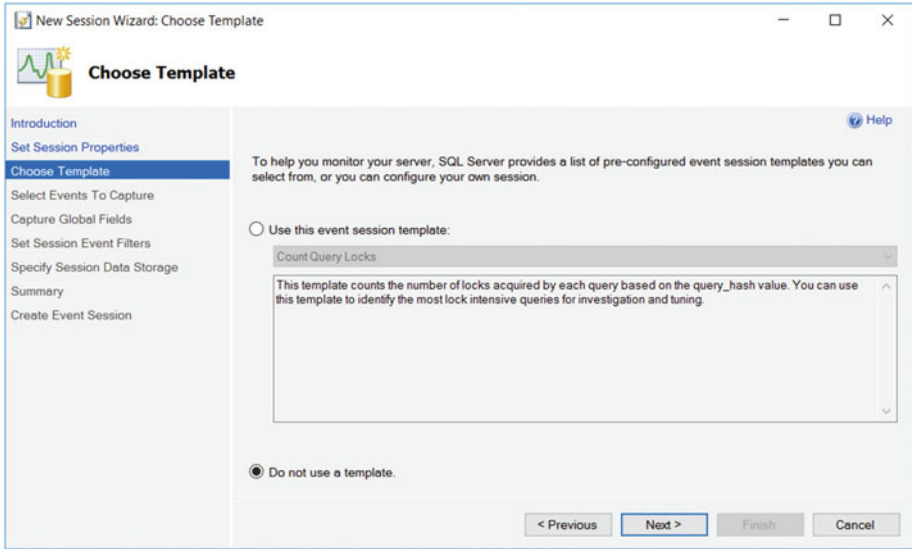 New Session Wizard: Choose Template
Choose Template
Introduction
Set Session Properties
Choose Template
Select Events To Capture
Capture Global Fields
Set Session Event Filters
Specify Session Data Storage
Summary
Create Event Session
Help
To help you monitor your server, SQL Server provides a list of pre-configured event session templates you can
select from, or you can configure your own session.
Use this event session template:
Count Query Locks
This template counts the number of locks acquired by each query based on the query_hash value. You can use
this template to identify the most lock intensive queries for investigation and tuning.
Do not use a template.
< Previous
Next >
Finish
Cancel